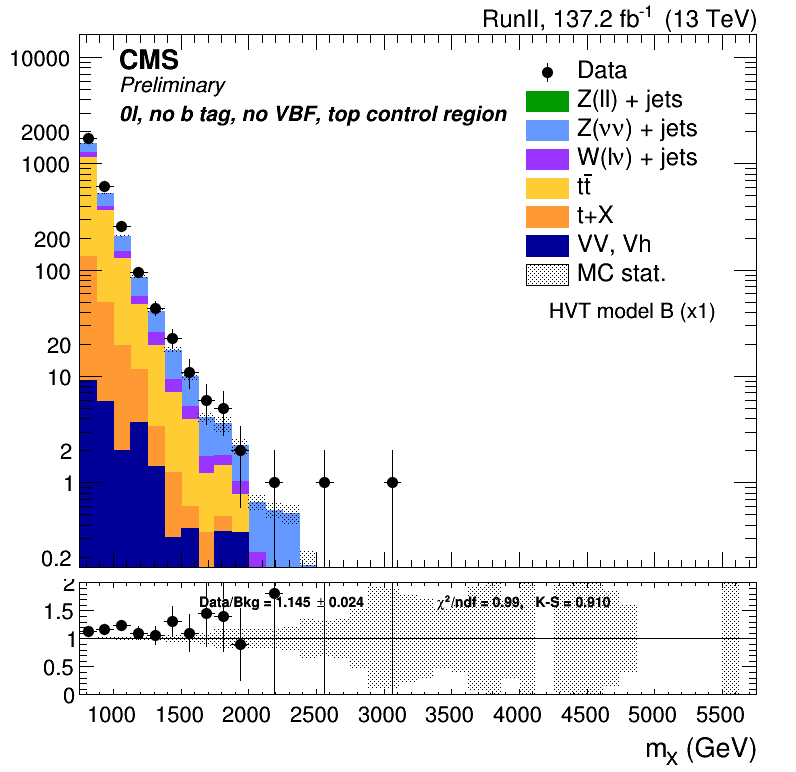 RunII, 137.2 fb⁻¹ (13 TeV)
CMS
Preliminary
0l, no b tag, no VBF, top control region
Data
Z(ll) + jets
Z(νν) + jets
W(lν) + jets
tt̄
t+X
VV, Vh
MC stat.
HVT model B (x1)
10000
2000
1000
200
100
20
10
2
1
0.2
Data/Bkg = 1.145 ± 0.024 χ²/ndf = 0.99, K-S = 0.910
2
1.5
1
0.5
0
1000 1500 2000 2500 3000 3500 4000 4500 5000 5500
m_X (GeV)